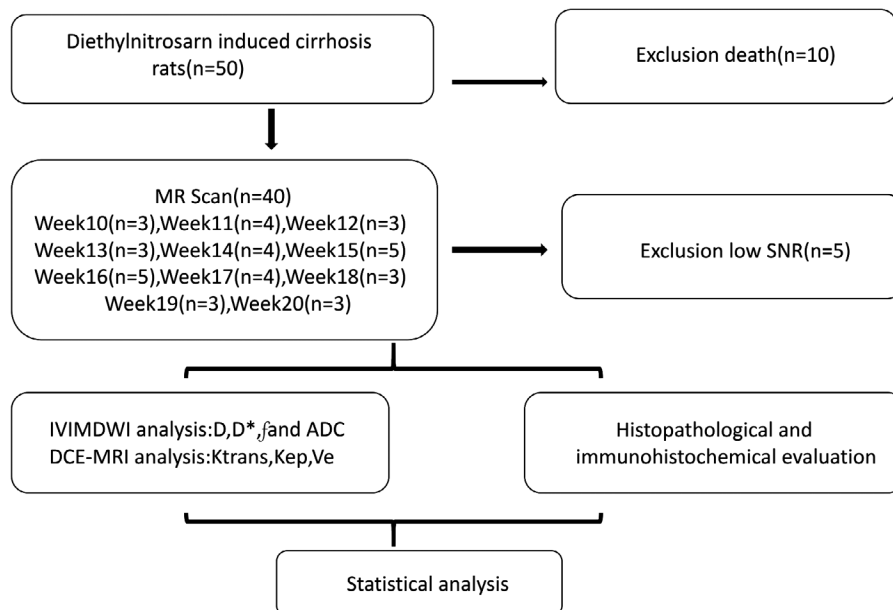 Diethylnitrosarn induced cirrhosis
rats(n=50)
Exclusion death(n=10)
MR Scan(n=40)
Week10(n=3),Week11(n=4),Week12(n=3)
Week13(n=3),Week14(n=4),Week15(n=5)
Week16(n=5),Week17(n=4),Week18(n=3)
Week19(n=3),Week20(n=3)
Exclusion low SNR(n=5)
IVIMDWI analysis:D,D*,fand ADC
DCE-MRI analysis:Ktrans,Kep,Ve
Histopathological and
immunohistochemical evaluation
Statistical analysis